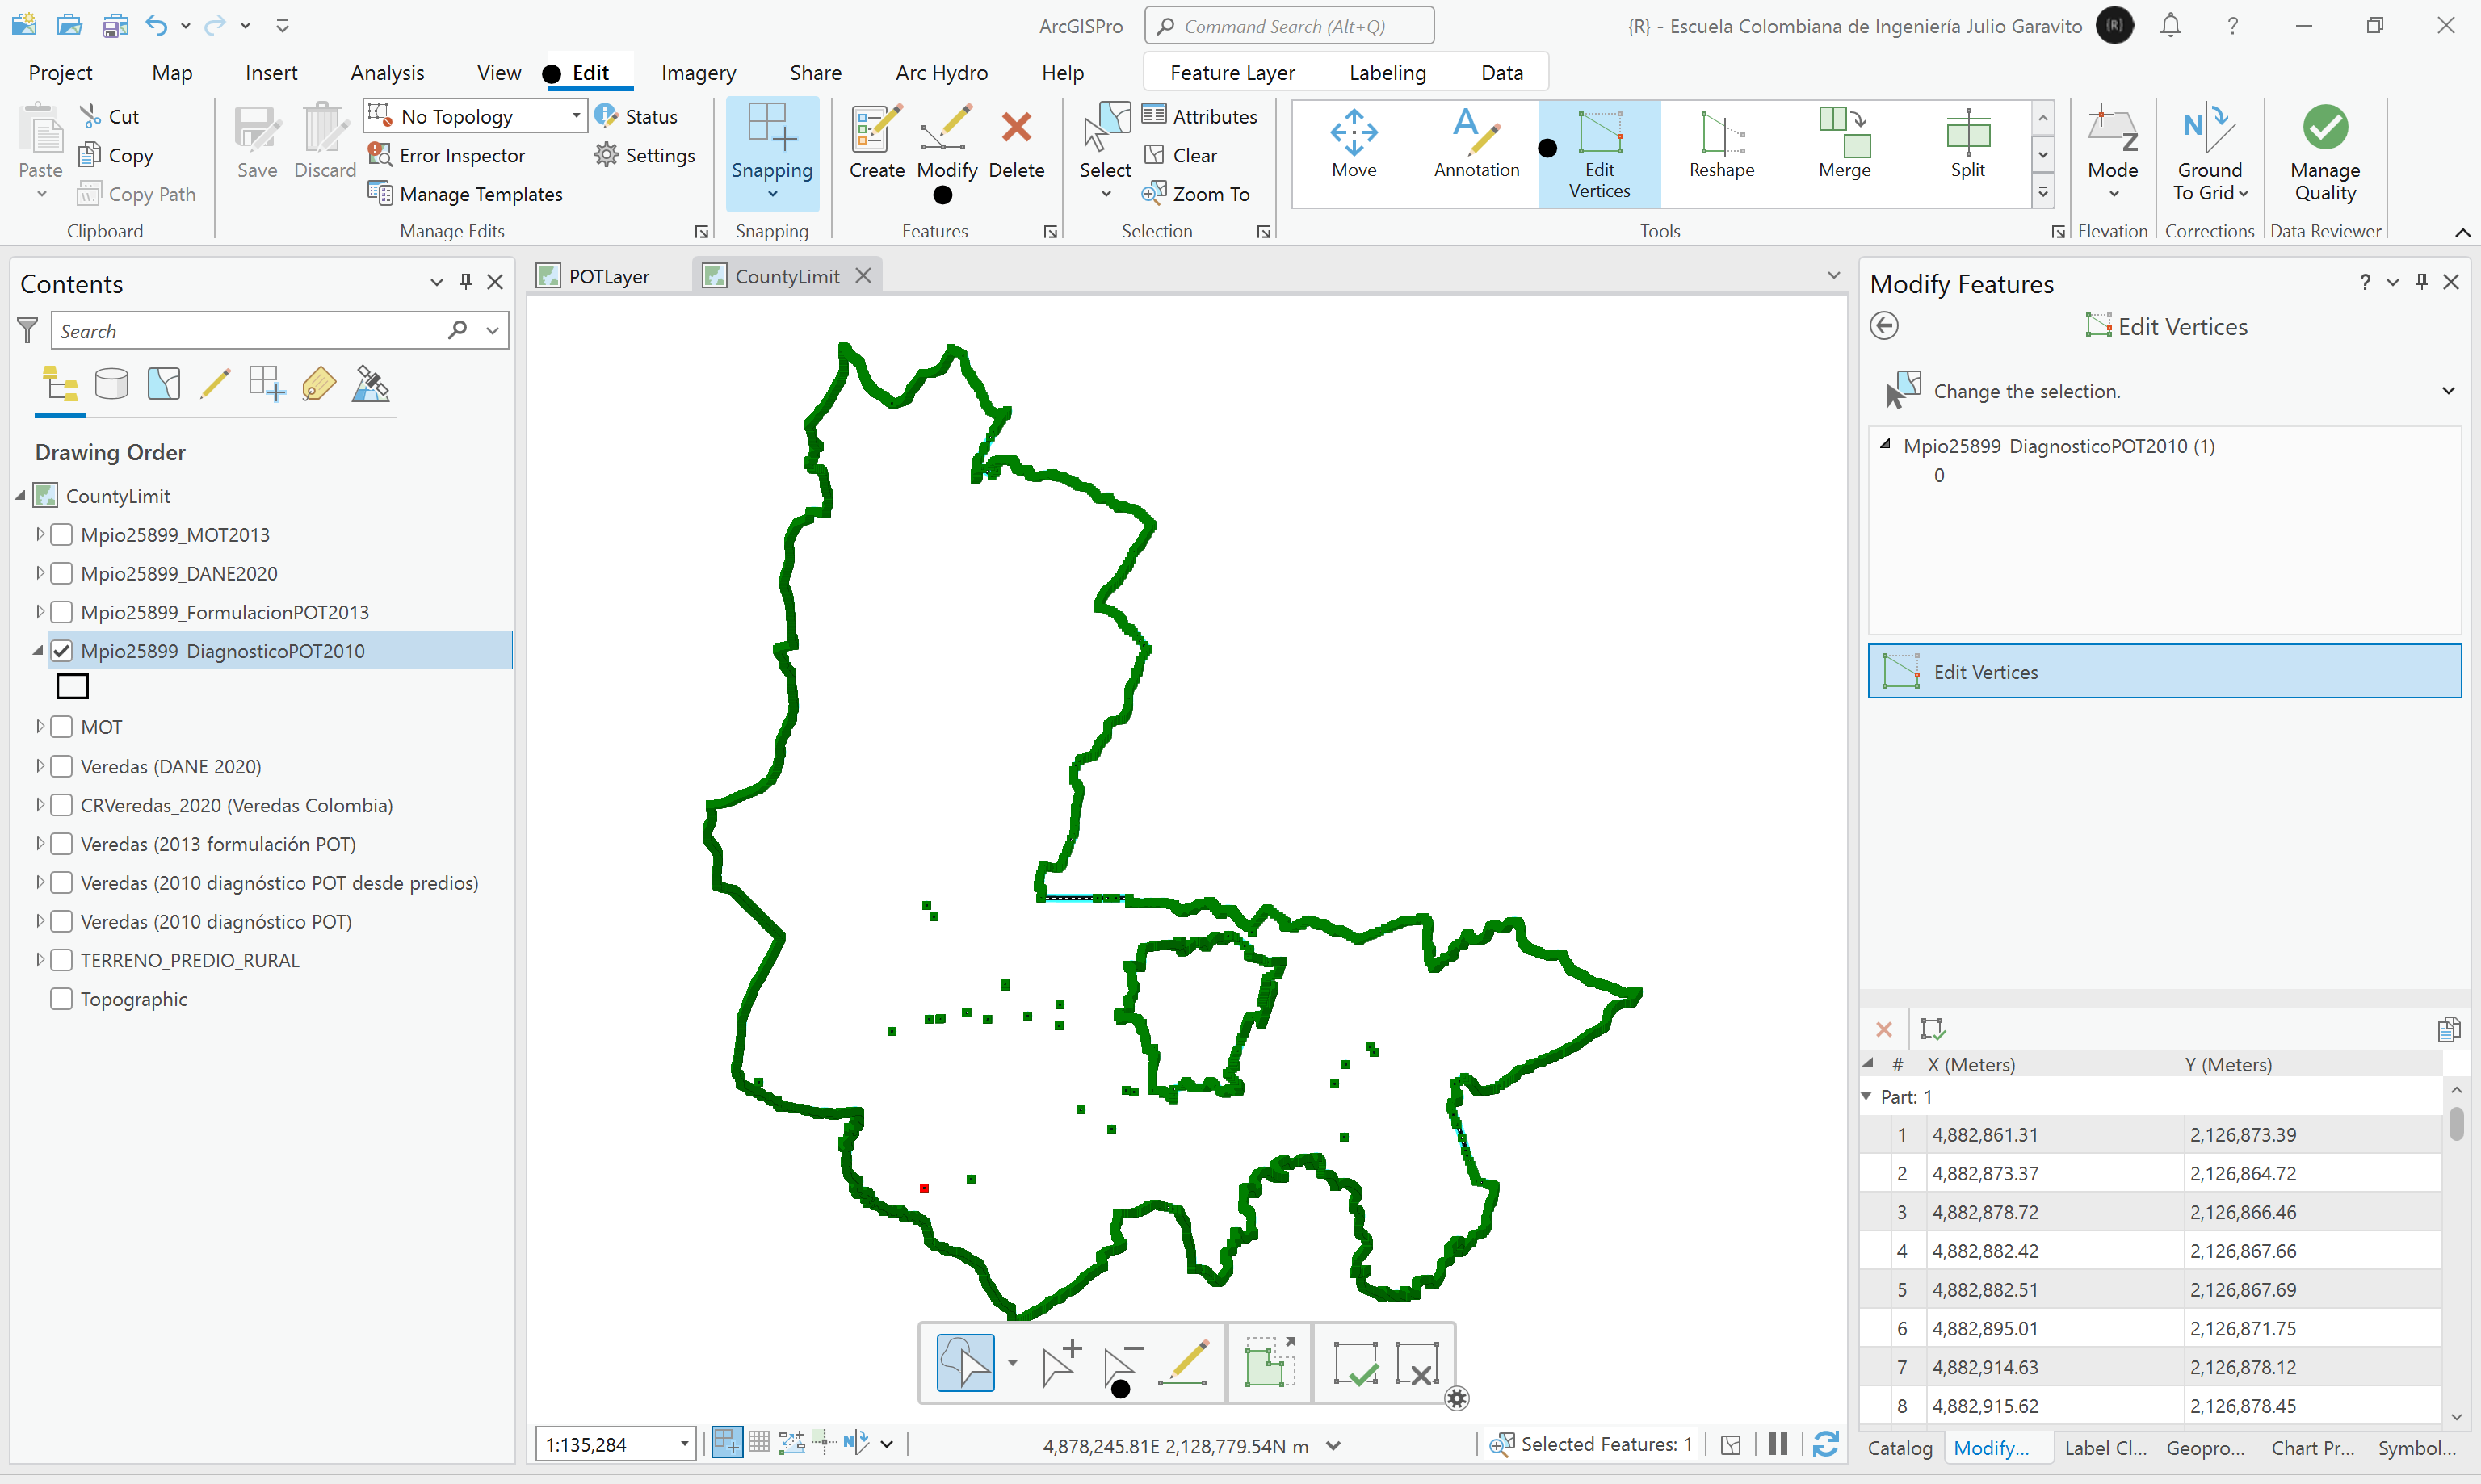 ArcGISPro
Command Search (Alt+Q)
{R} - Escuela Colombiana de Ingeniería Julio Garavito
{R}
?
Project Map Insert Analysis View Edit Imagery Share Arc Hydro Help Feature Layer Labeling Data
Paste
Cut
Copy
Copy Path
Clipboard
Save
Discard
No Topology
Error Inspector
Manage Templates
Status
Settings
Manage Edits
Snapping
Snapping
Create
Modify
Delete
Features
Select
Attributes
Clear
Zoom To
Selection
Move
Annotation
Edit
Vertices
Reshape
Merge
Split
Tools
Mode
Elevation
Ground
To Grid
Corrections
Manage
Quality
Data Reviewer
Contents
Search
Drawing Order
CountyLimit
Mpio25899_MOT2013
Mpio25899_DANE2020
Mpio25899_FormulacionPOT2013
Mpio25899_DiagnosticoPOT2010
MOT
Veredas (DANE 2020)
CRVeredas_2020 (Veredas Colombia)
Veredas (2013 formulación POT)
Veredas (2010 diagnóstico POT desde predios)
Veredas (2010 diagnóstico POT)
TERRENO_PREDIO_RURAL
Topographic
POTLayer
CountyLimit
1:135,284
4,878,245.81E 2,128,779.54N m
Selected Features: 1
Modify Features
?
Edit Vertices
Change the selection.
Mpio25899_DiagnosticoPOT2010 (1)
0
Edit Vertices
# X (Meters) Y (Meters)
Part: 1
1 4,882,861.31 2,126,873.39
2 4,882,873.37 2,126,864.72
3 4,882,878.72 2,126,866.46
4 4,882,882.42 2,126,867.66
5 4,882,882.51 2,126,867.69
6 4,882,895.01 2,126,871.75
7 4,882,914.63 2,126,878.12
8 4,882,915.62 2,126,878.45
Catalog Modify... Label Cl... Geopro... Chart Pr... Symbol...